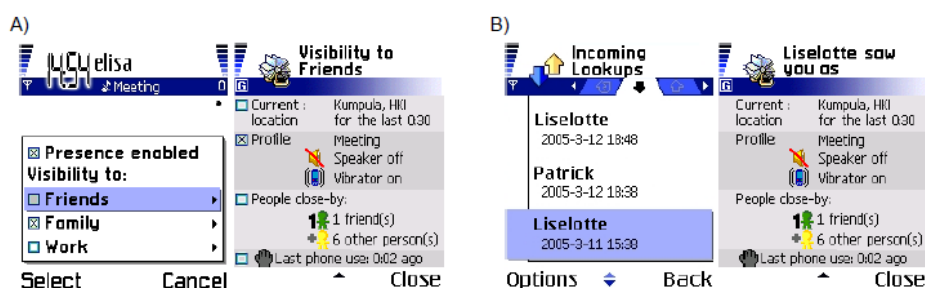 A)
elisa
Meeting
Presence enabled
Visibility to:
Friends
Family
Work
Select Cancel
Visibility to
Friends
G
Current : Kumpula, HKI
location for the last 0:30
Profile Meeting
Speaker off
Vibrator on
People close-by:
1 1 friend(s)
+ 6 other person(s)
Last phone use: 0:02 ago
Close
B)
Incoming
Lookups
Liselotte
2005-3-12 18:48
Patrick
2005-3-12 18:38
Liselotte
2005-3-11 15:38
Options Back
Liselotte saw
you as
G
Current : Kumpula, HKI
location for the last 0:30
Profile Meeting
Speaker off
Vibrator on
People close-by:
1 1 friend(s)
+ 6 other person(s)
Last phone use: 0:02 ago
Close